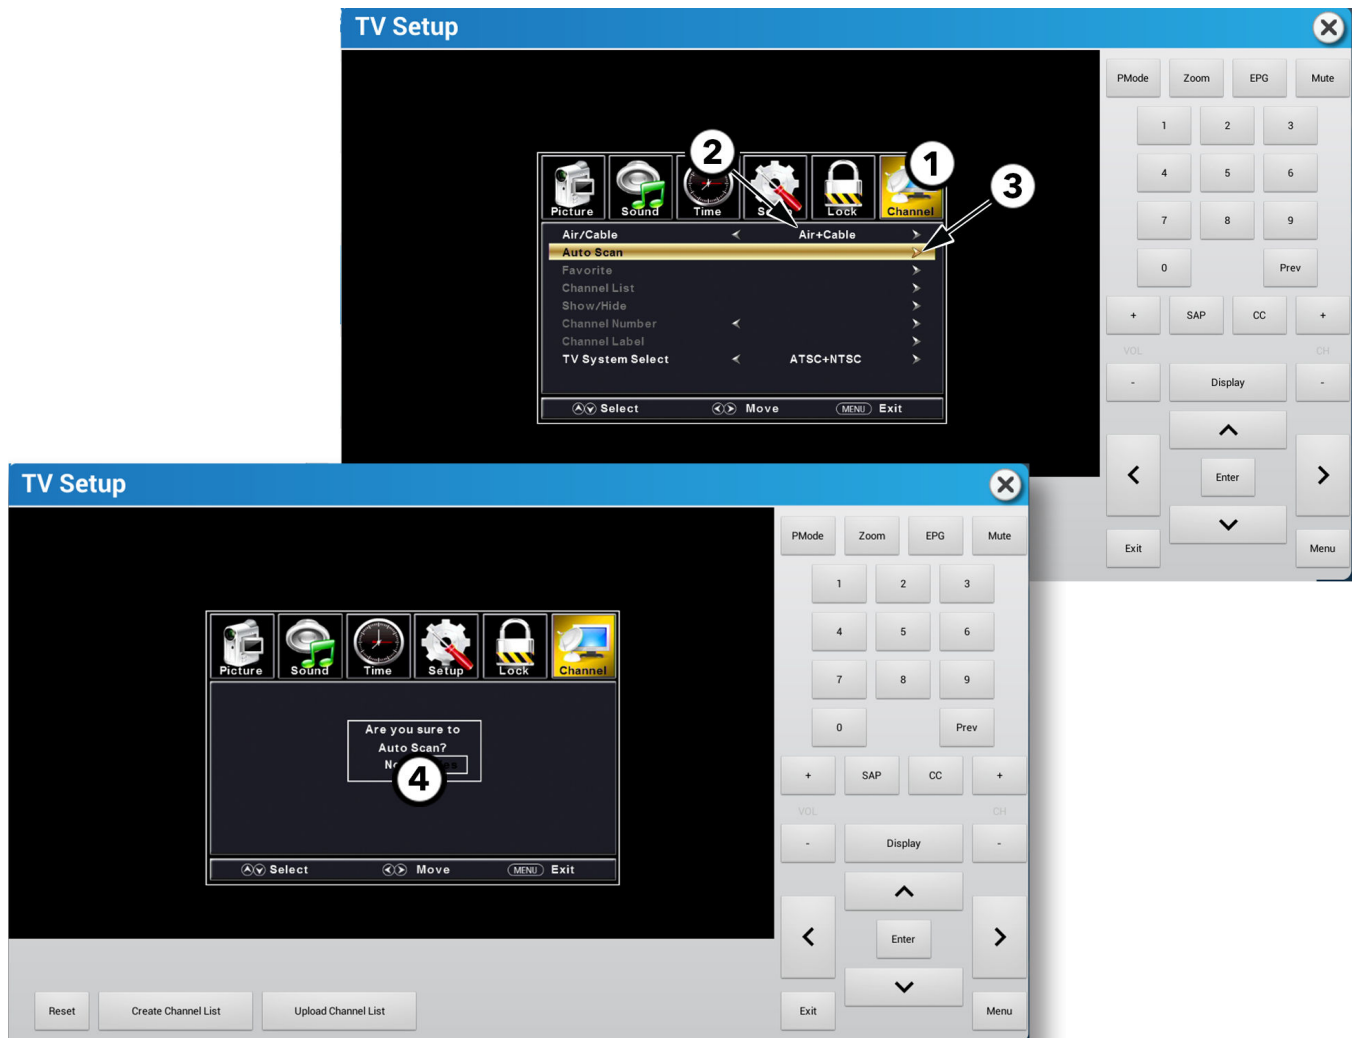 TV Setup
PMode Zoom EPG Mute
1 2 3
4 5 6
7 8 9
0 Prev
+ SAP CC +
VOL CH
- Display -
Enter
Exit Menu
2 1 3
Picture Sound Time Lock Channel
Air/Cable Air+Cable
Auto Scan
Favorite
Channel List
Show/Hide
Channel Number
Channel Label
TV System Select ATSC+NTSC
Select Move MENU Exit
TV Setup
PMode Zoom EPG Mute
1 2 3
4 5 6
7 8 9
0 Prev
+ SAP CC +
VOL CH
- Display -
Enter
Exit Menu
Picture Sound Time Setup Lock Channel
Are you sure to
Auto Scan?
No
4
Select Move MENU Exit
Reset Create Channel List Upload Channel List